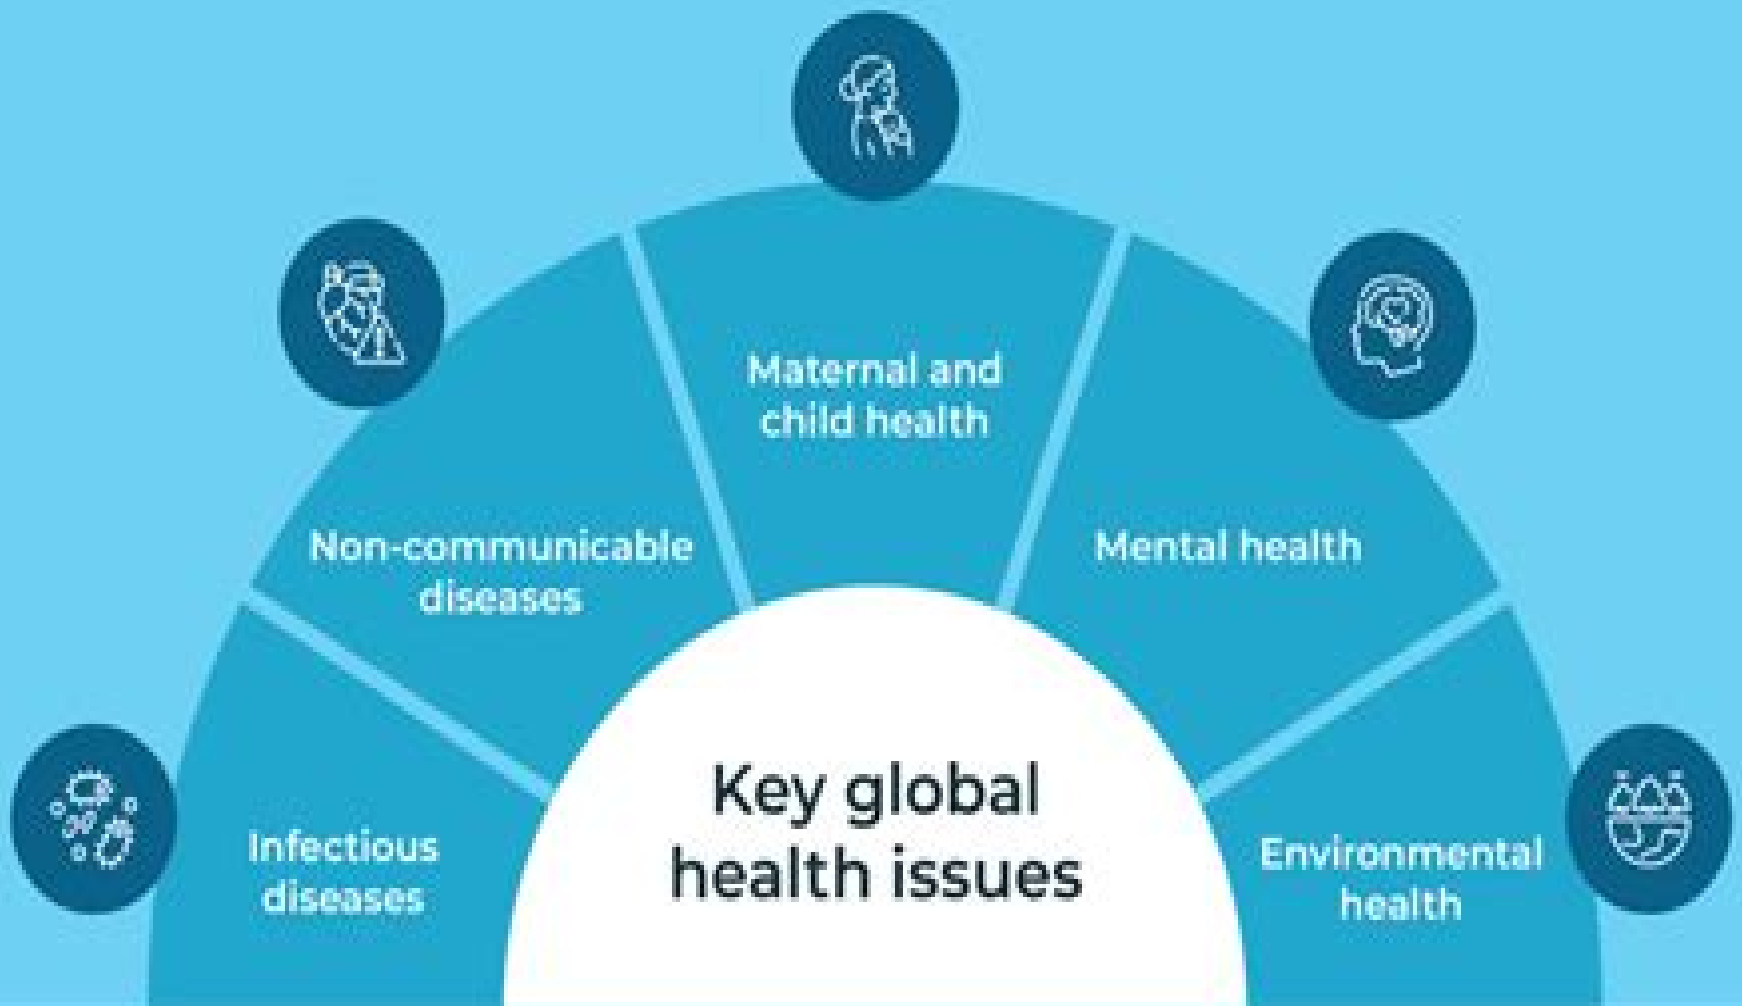 Maternal and
child health
Non-communicable
diseases
Mental health
Infectious
diseases
Key global
health issues
Environmental
health